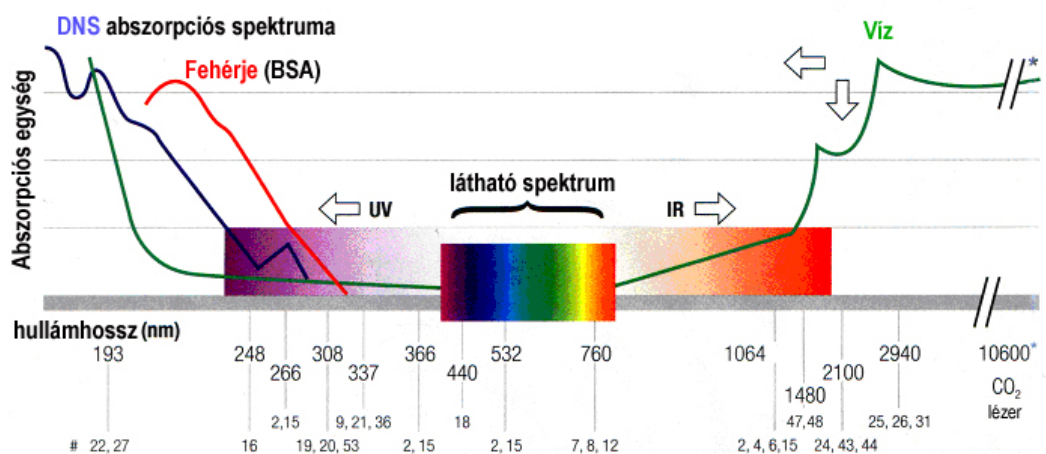 DNS abszorpciós spektruma
Víz
Fehérje (BSA)
*
Abszorpciós egység
látható spektrum
UV
IR
hullámhossz (nm)
193 248 308 366 532 760 1064 2940 10600*
266 337 440 2100
1480
CO2
lézer
2,15 9, 21, 36 18 47,48 25, 26, 31
# 22, 27 16 19, 20, 53 2, 15 2, 15 7, 8, 12 2, 4, 6,15 24, 43, 44